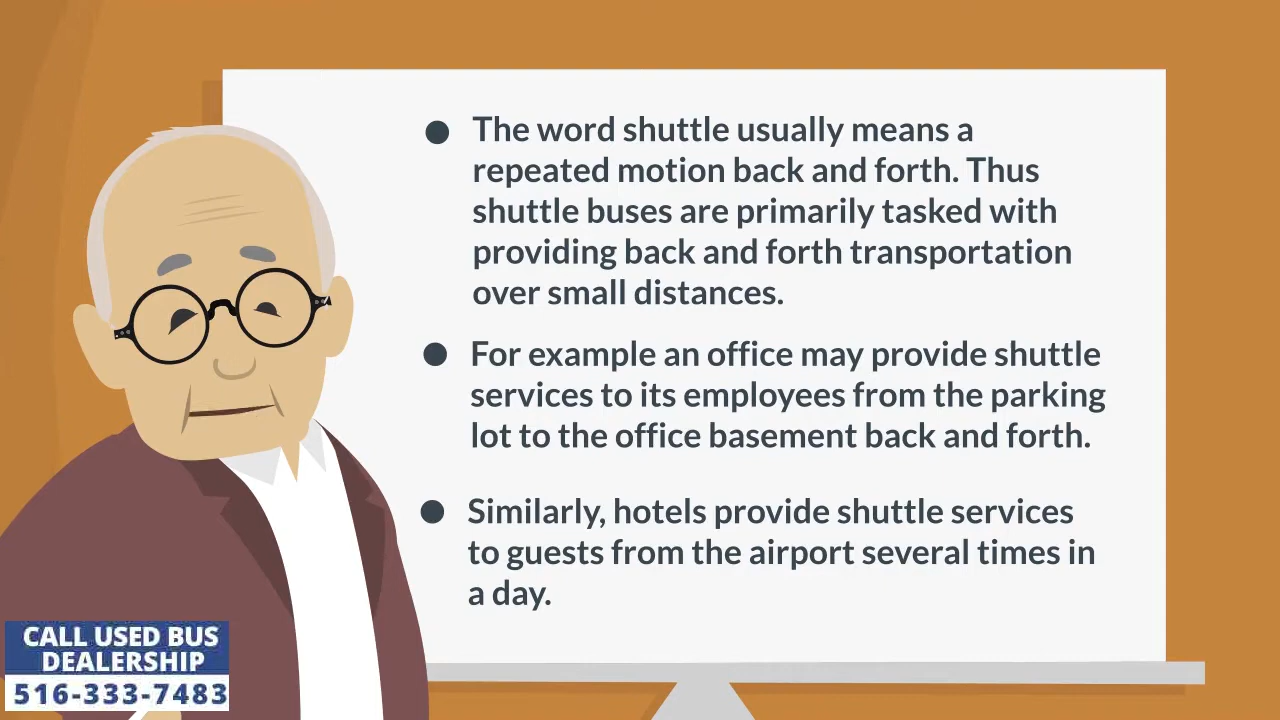 The word shuttle usually means a
repeated motion back and forth. Thus
shuttle buses are primarily tasked with
providing back and forth transportation
over small distances.
For example an office may provide shuttle
services to its employees from the parking
lot to the office basement back and forth.
Similarly, hotels provide shuttle services
to guests from the airport several times in
a day.
CALL USED BUS
DEALERSHIP
516-333-7483